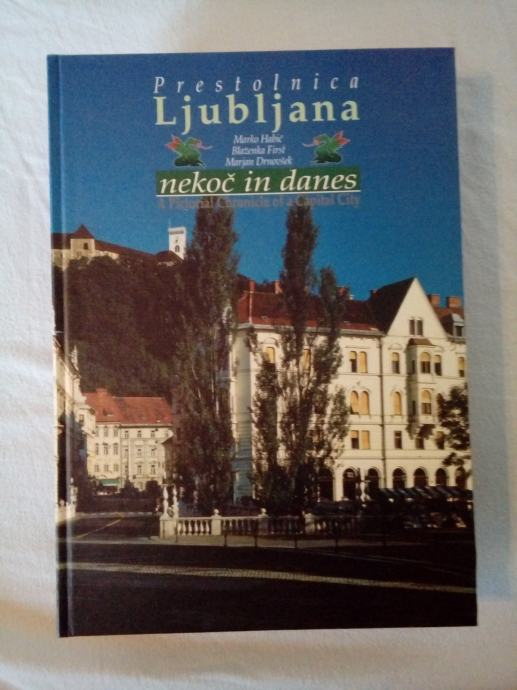 Prestolnica
Ljubljana
Marko Habič
Blaženka First
Marjan Drnovšek
nekoč in danes
A Pictorial Chronicle of a Capital City